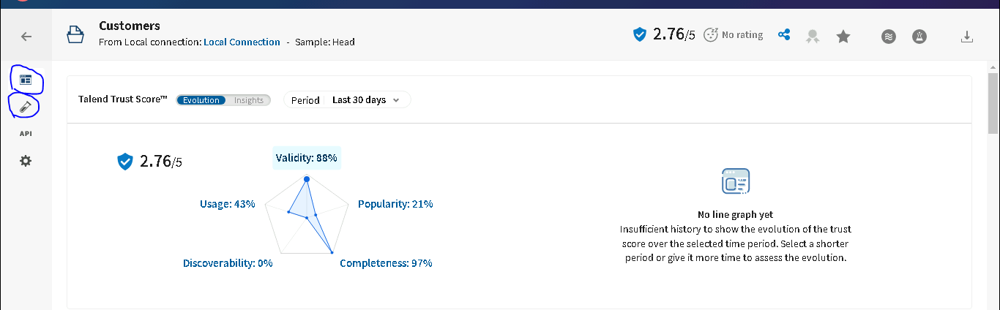 Customers
From Local connection: Local Connection - Sample: Head
2.76/5 No rating
Talend Trust Score™ Evolution Insights Period Last 30 days
API
2.76/5
Validity: 88%
Usage: 43%
Popularity: 21%
Discoverability: 0%
Completeness: 97%
No line graph yet
Insufficient history to show the evolution of the trust
score over the selected time period. Select a shorter
period or give it more time to assess the evolution.